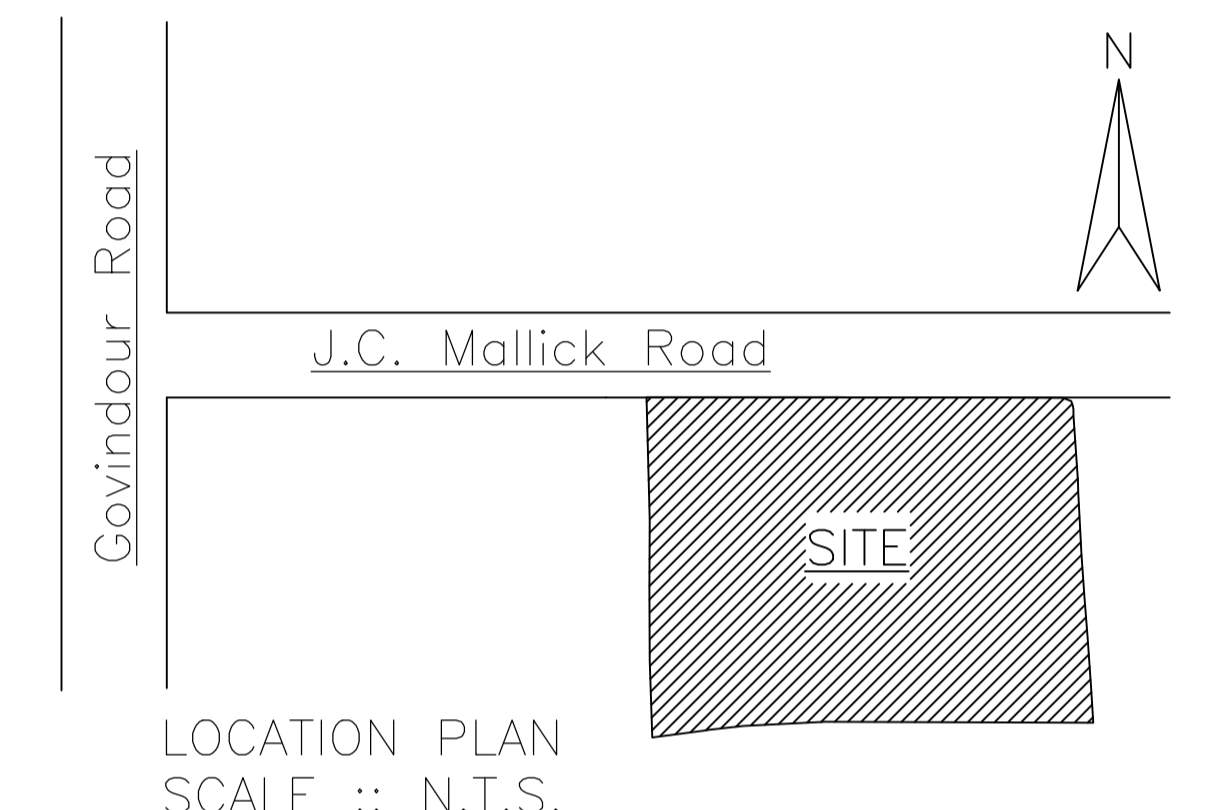 N
Govindour Road
J.C. Mallick Road
SITE
LOCATION PLAN
SCALE :: N.T.S.